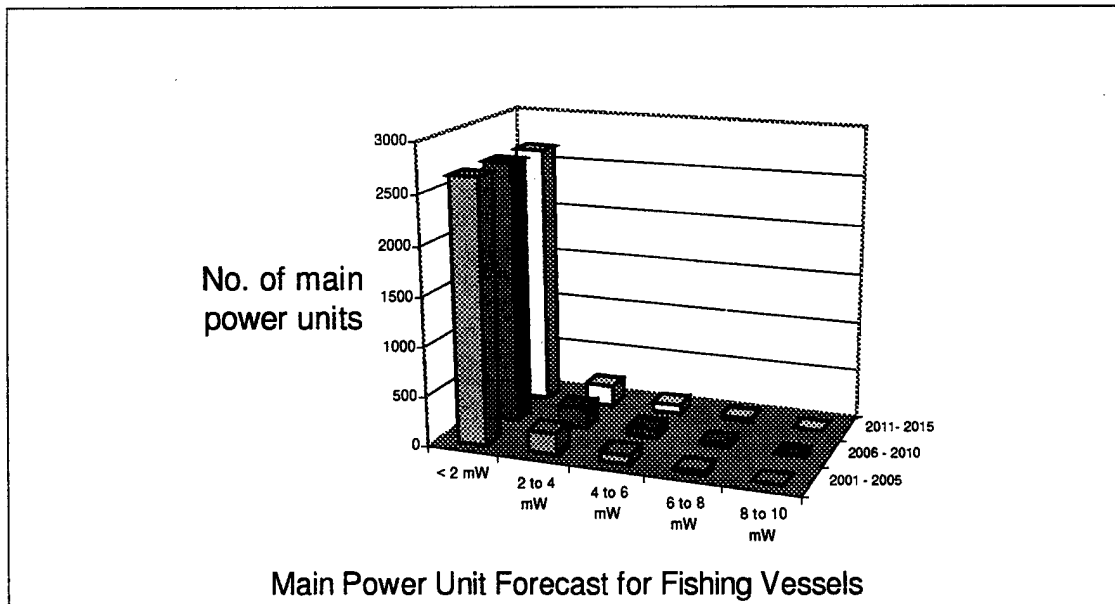 3000
2500
2000
1500
1000
500
0
No. of main
power units
< 2 mW
2 to 4
mW
4 to 6
mW
6 to 8
mW
8 to 10
mW
2011- 2015
2006 - 2010
2001 - 2005
Main Power Unit Forecast for Fishing Vessels